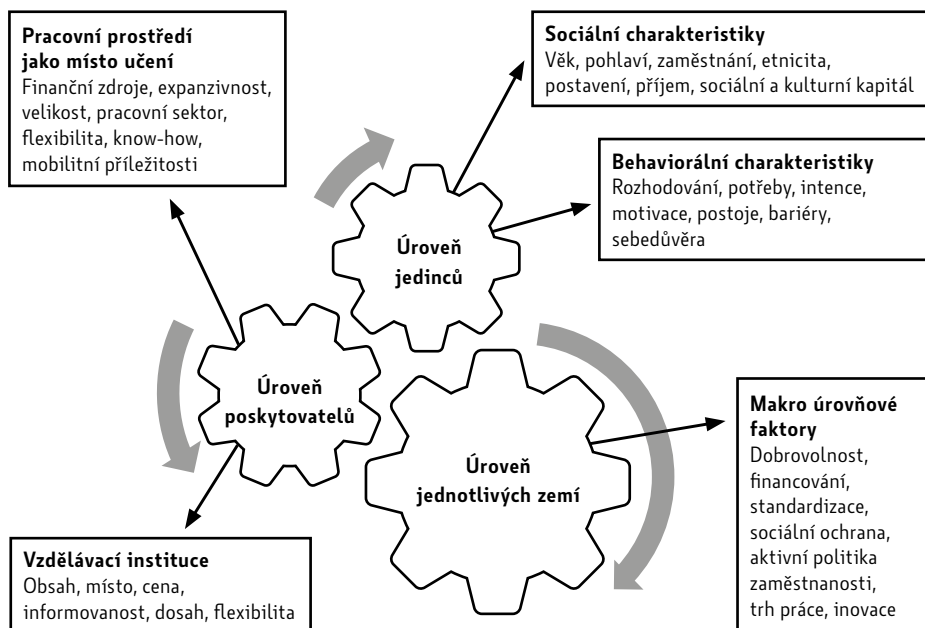 Pracovní prostředí
jako místo učení
Finanční zdroje, expanzivnost,
velikost, pracovní sektor,
flexibilita, know-how,
mobilitní příležitosti
Sociální charakteristiky
Věk, pohlaví, zaměstnání, etnicita,
postavení, příjem, sociální a kulturní kapitál
Behaviorální charakteristiky
Rozhodování, potřeby, intence,
motivace, postoje, bariéry,
sebedůvěra
Úroveň
jedinců
Úroveň
poskytovatelů
Úroveň
jednotlivých zemí
Makro úrovňové
faktory
Dobrovolnost,
financování,
standardizace,
sociální ochrana,
aktivní politika
zaměstnanosti,
trh práce, inovace
Vzdělávací instituce
Obsah, místo, cena,
informovanost, dosah, flexibilita